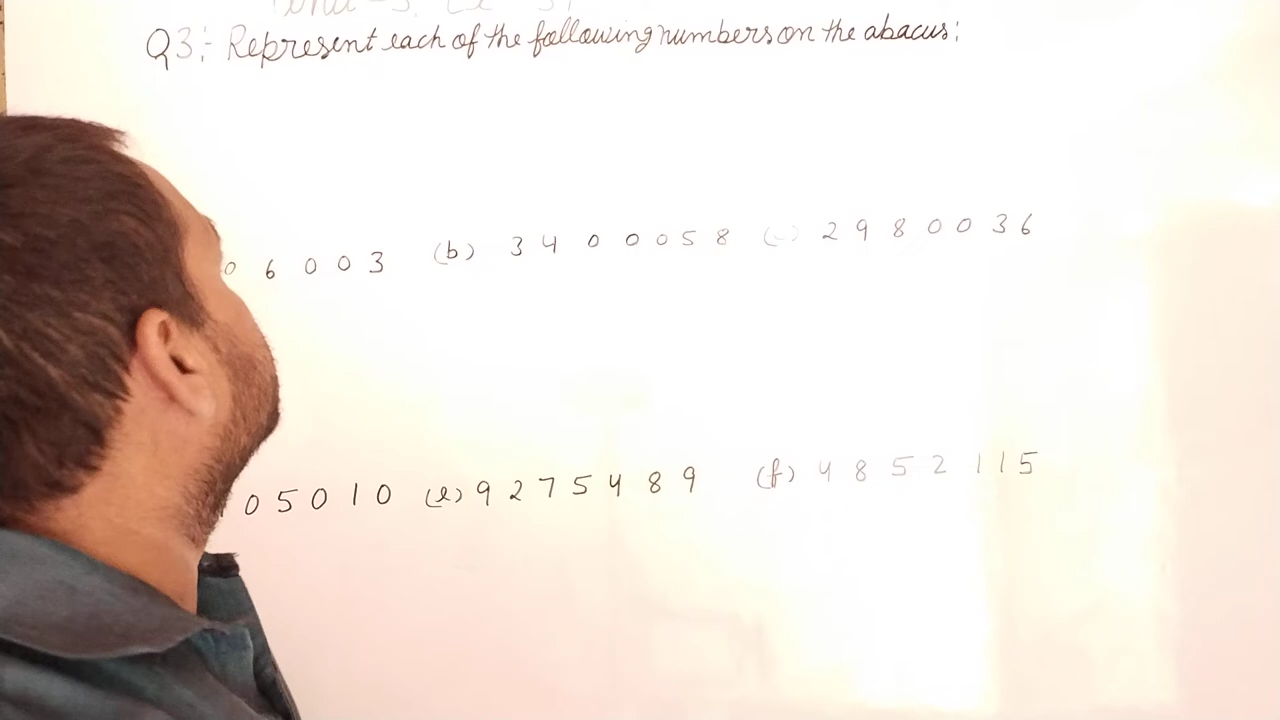 Q3:- Represent each of the following numbers on the abacus:
0 6 0 0 3 (b) 3 4 0 0 0 5 8 (c) 2 9 8 0 0 3 6
0 5 0 1 0 (e) 9 2 7 5 4 8 9 (f) 4 8 5 2 1 1 5